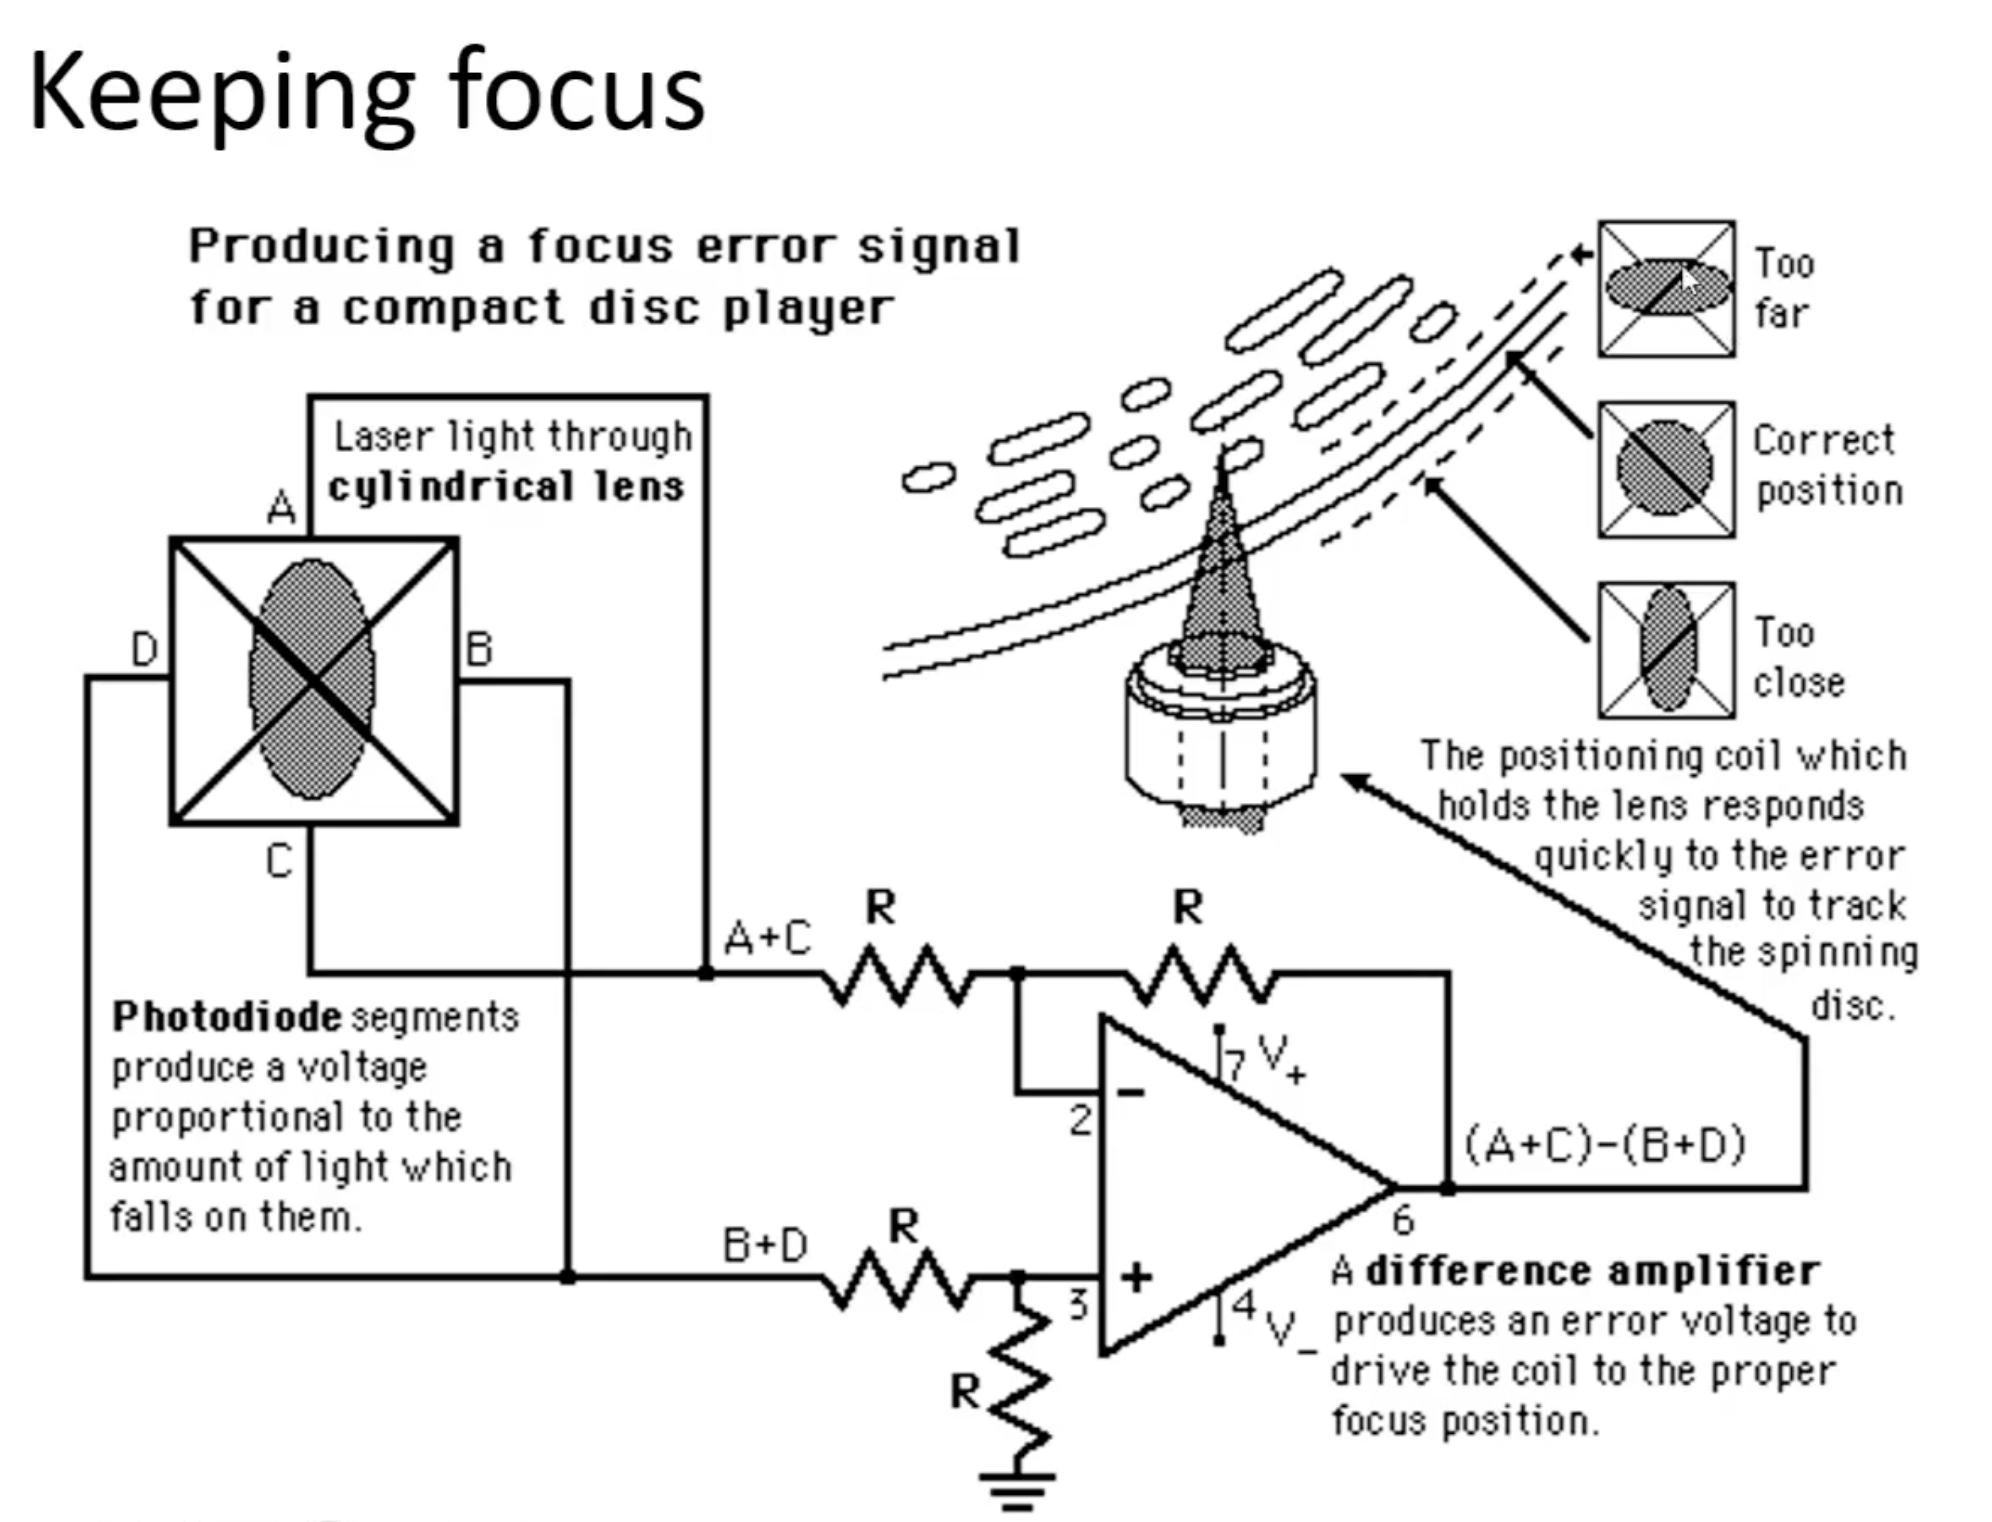 Keeping focus
Producing a focus error signal
for a compact disc player
Too
far
Correct
position
Too
close
Laser light through
cylindrical lens
A
D
B
C
The positioning coil which
holds the lens responds
quickly to the error
signal to track
the spinning
disc.
Photodiode segments
produce a voltage
proportional to the
amount of light which
falls on them.
A+C
R
R
7 V+
2
−
(A+C)-(B+D)
6
B+D
R
3
+
4 V−
R
A difference amplifier
produces an error voltage to
drive the coil to the proper
focus position.